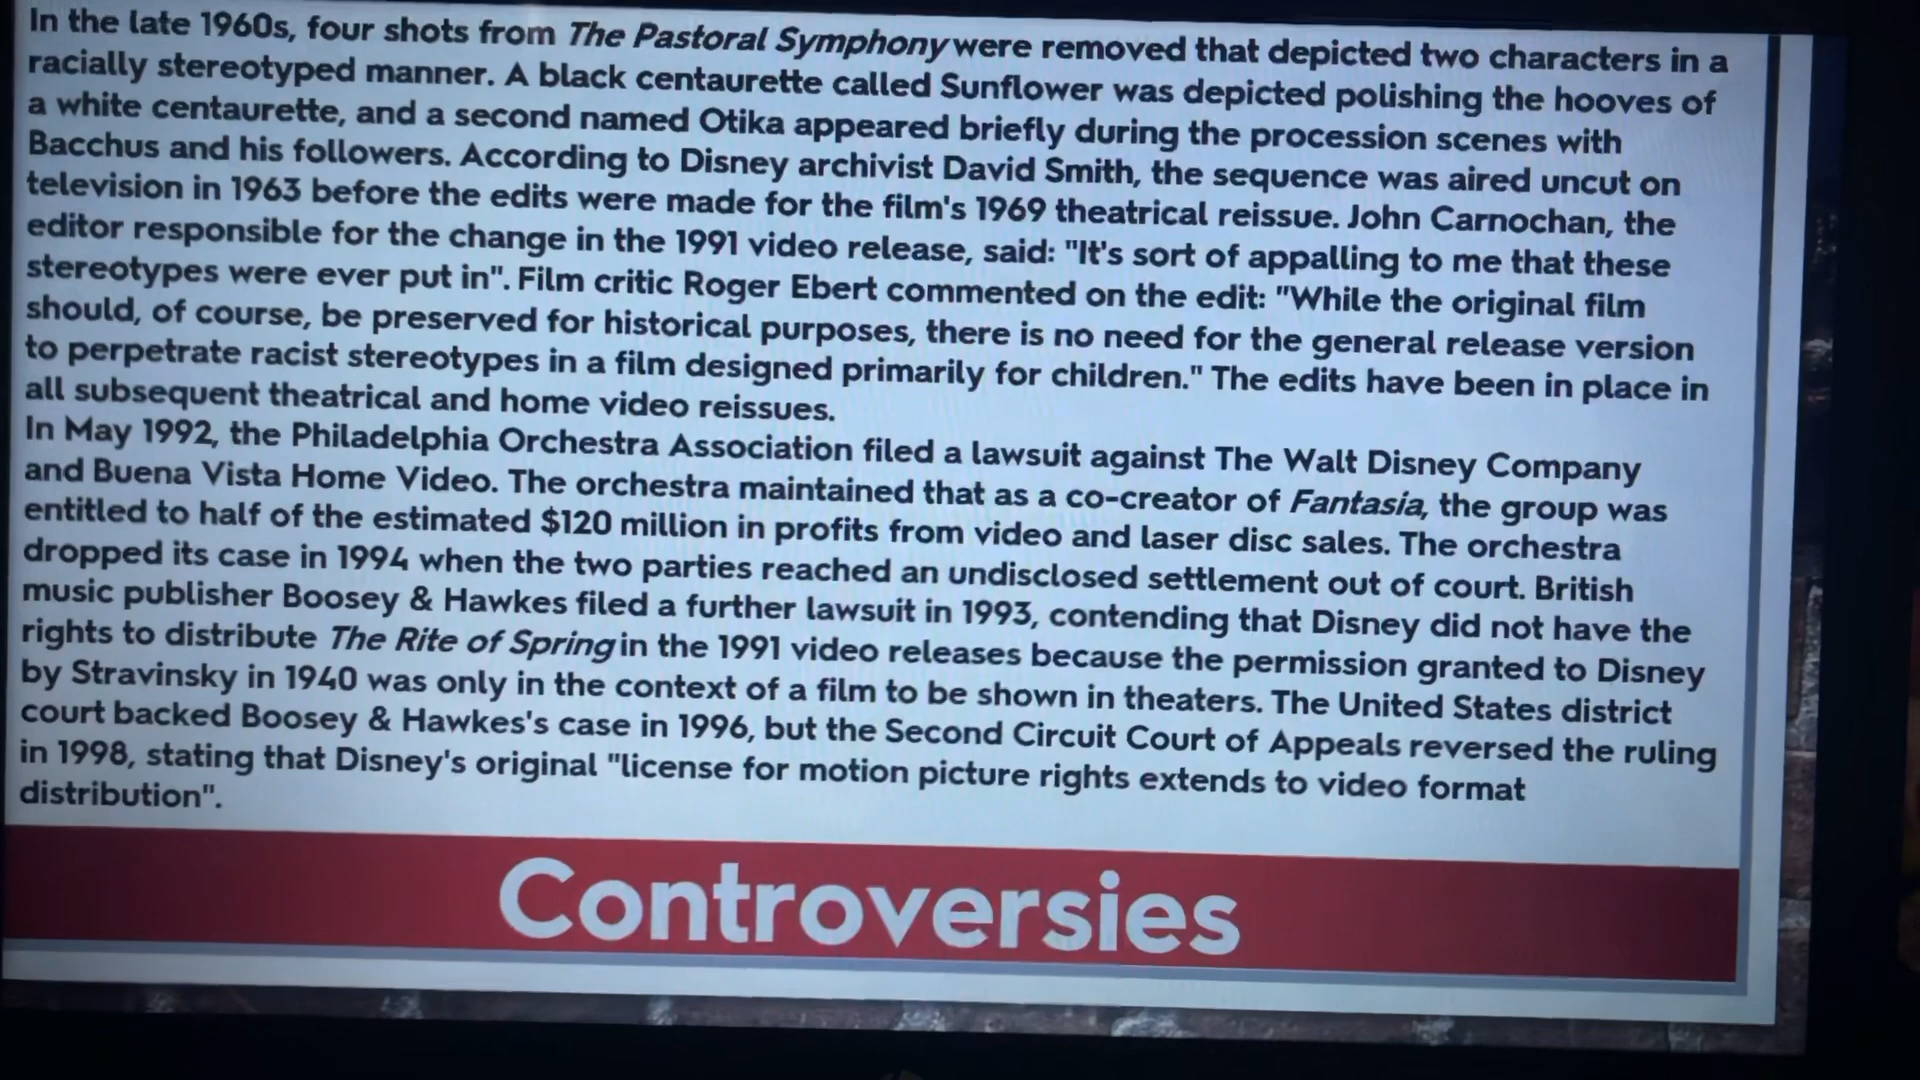 In the late 1960s, four shots from The Pastoral Symphony were removed that depicted two characters in a
racially stereotyped manner. A black centaurette called Sunflower was depicted polishing the hooves of
a white centaurette, and a second named Otika appeared briefly during the procession scenes with
Bacchus and his followers. According to Disney archivist David Smith, the sequence was aired uncut on
television in 1963 before the edits were made for the film's 1969 theatrical reissue. John Carnochan, the
editor responsible for the change in the 1991 video release, said: "It's sort of appalling to me that these
stereotypes were ever put in". Film critic Roger Ebert commented on the edit: "While the original film
should, of course, be preserved for historical purposes, there is no need for the general release version
to perpetrate racist stereotypes in a film designed primarily for children." The edits have been in place in
all subsequent theatrical and home video reissues.
In May 1992, the Philadelphia Orchestra Association filed a lawsuit against The Walt Disney Company
and Buena Vista Home Video. The orchestra maintained that as a co-creator of Fantasia, the group was
entitled to half of the estimated $120 million in profits from video and laser disc sales. The orchestra
dropped its case in 1994 when the two parties reached an undisclosed settlement out of court. British
music publisher Boosey & Hawkes filed a further lawsuit in 1993, contending that Disney did not have the
rights to distribute The Rite of Spring in the 1991 video releases because the permission granted to Disney
by Stravinsky in 1940 was only in the context of a film to be shown in theaters. The United States district
court backed Boosey & Hawkes's case in 1996, but the Second Circuit Court of Appeals reversed the ruling
in 1998, stating that Disney's original "license for motion picture rights extends to video format
distribution".
Controversies